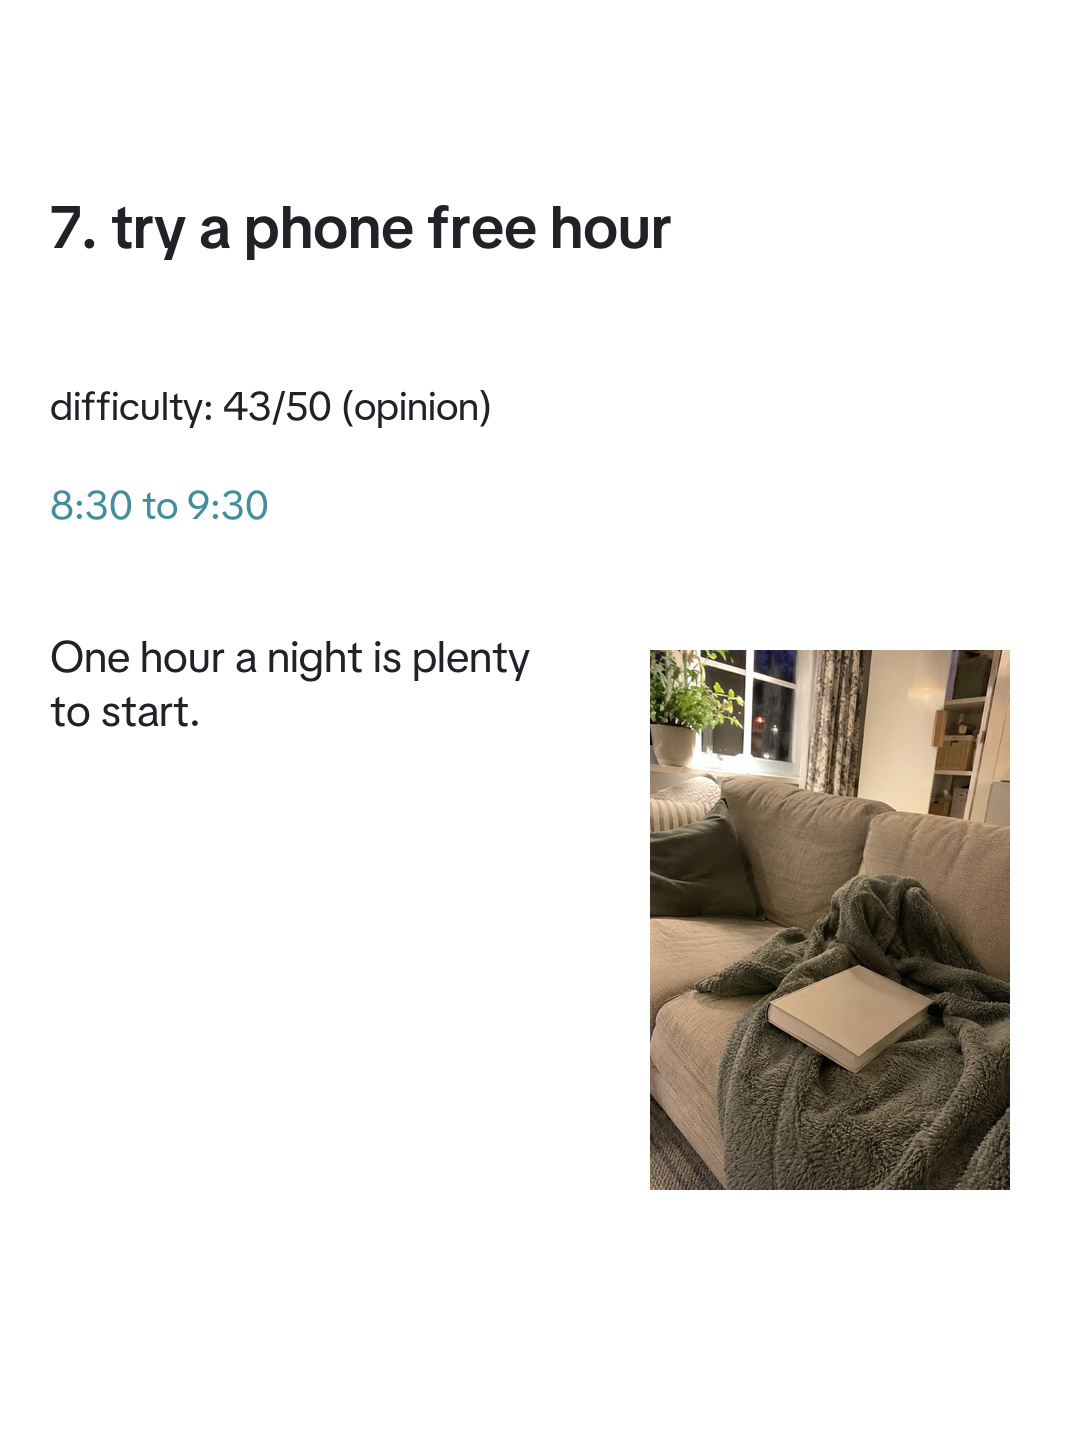 7. try a phone free hour
difficulty: 43/50 (opinion)
8:30 to 9:30
One hour a night is plenty
to start.